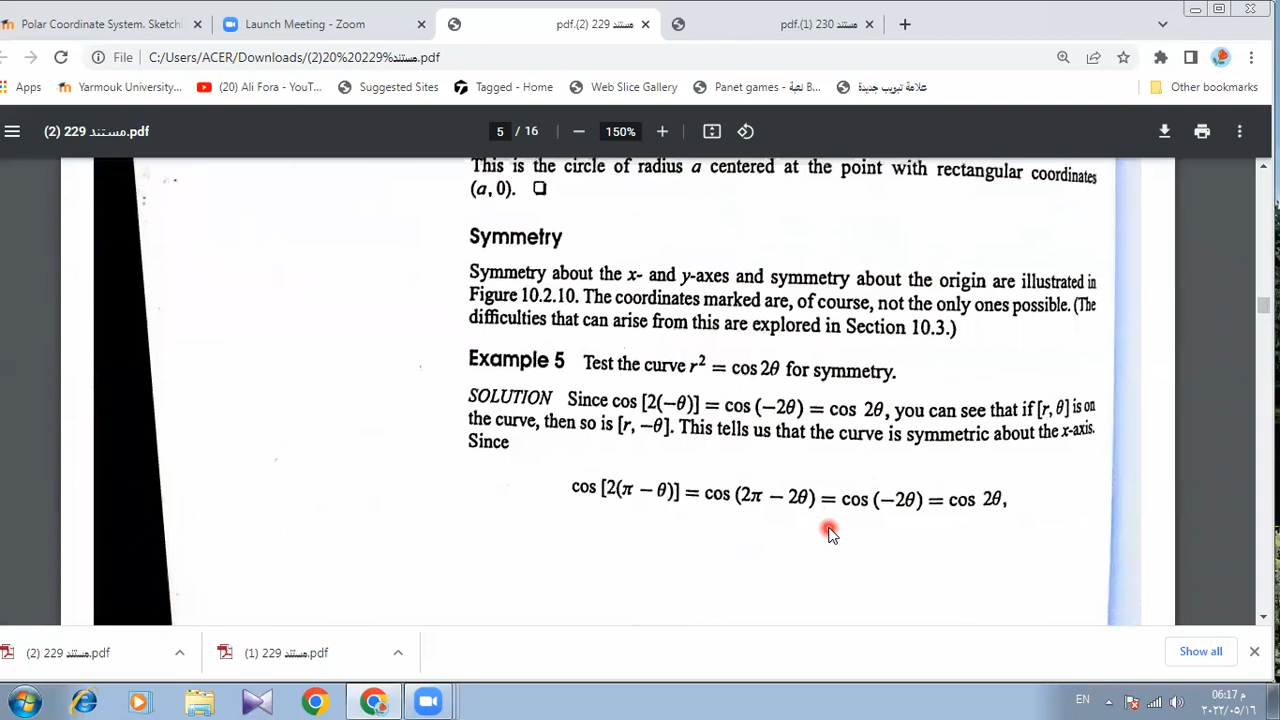 Polar Coordinate System. Sketch
Launch Meeting - Zoom
مستند 229 (2).pdf
مستند 230 (1).pdf
File
C:/Users/ACER/Downloads/(2)20%20229%مستند.pdf
Apps
Yarmouk University...
(20) Ali Fora - YouT...
Suggested Sites
Tagged - Home
Web Slice Gallery
Panet games - نقبة...
علامة تبويب جديدة
Other bookmarks
(2) 229 مستند.pdf
5 / 16
150%
This is the circle of radius a centered at the point with rectangular coordinates
(a, 0). ❏
Symmetry
Symmetry about the x- and y-axes and symmetry about the origin are illustrated in
Figure 10.2.10. The coordinates marked are, of course, not the only ones possible. (The
difficulties that can arise from this are explored in Section 10.3.)
Example 5 Test the curve r² = cos 2θ for symmetry.
SOLUTION Since cos [2(−θ)] = cos (−2θ) = cos 2θ, you can see that if [r, θ] is on
the curve, then so is [r, −θ]. This tells us that the curve is symmetric about the x-axis.
Since
cos [2(π − θ)] = cos (2π − 2θ) = cos (−2θ) = cos 2θ,
(2) 229 مستند.pdf
(1) 229 مستند.pdf
Show all
EN
06:17 م
٢٠٢٢/٠٥/١٦